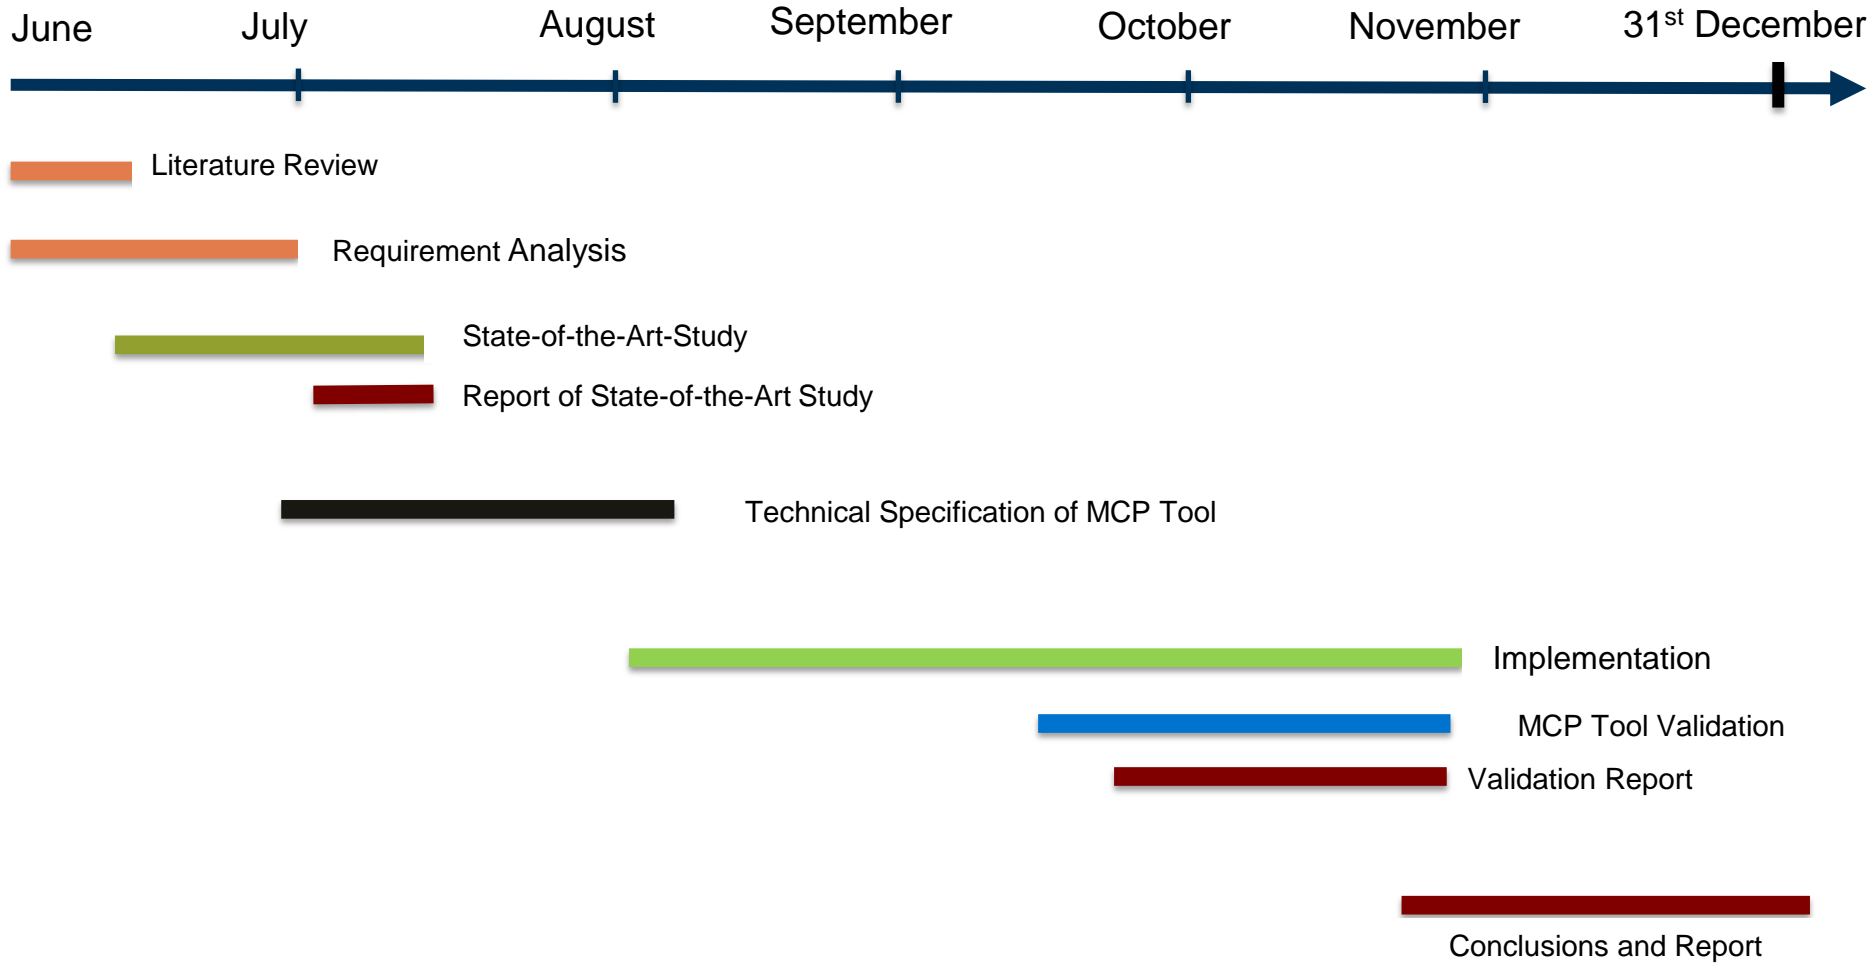 June July August September October November 31st December
Literature Review
Requirement Analysis
State-of-the-Art-Study
Report of State-of-the-Art Study
Technical Specification of MCP Tool
Implementation
MCP Tool Validation
Validation Report
Conclusions and Report